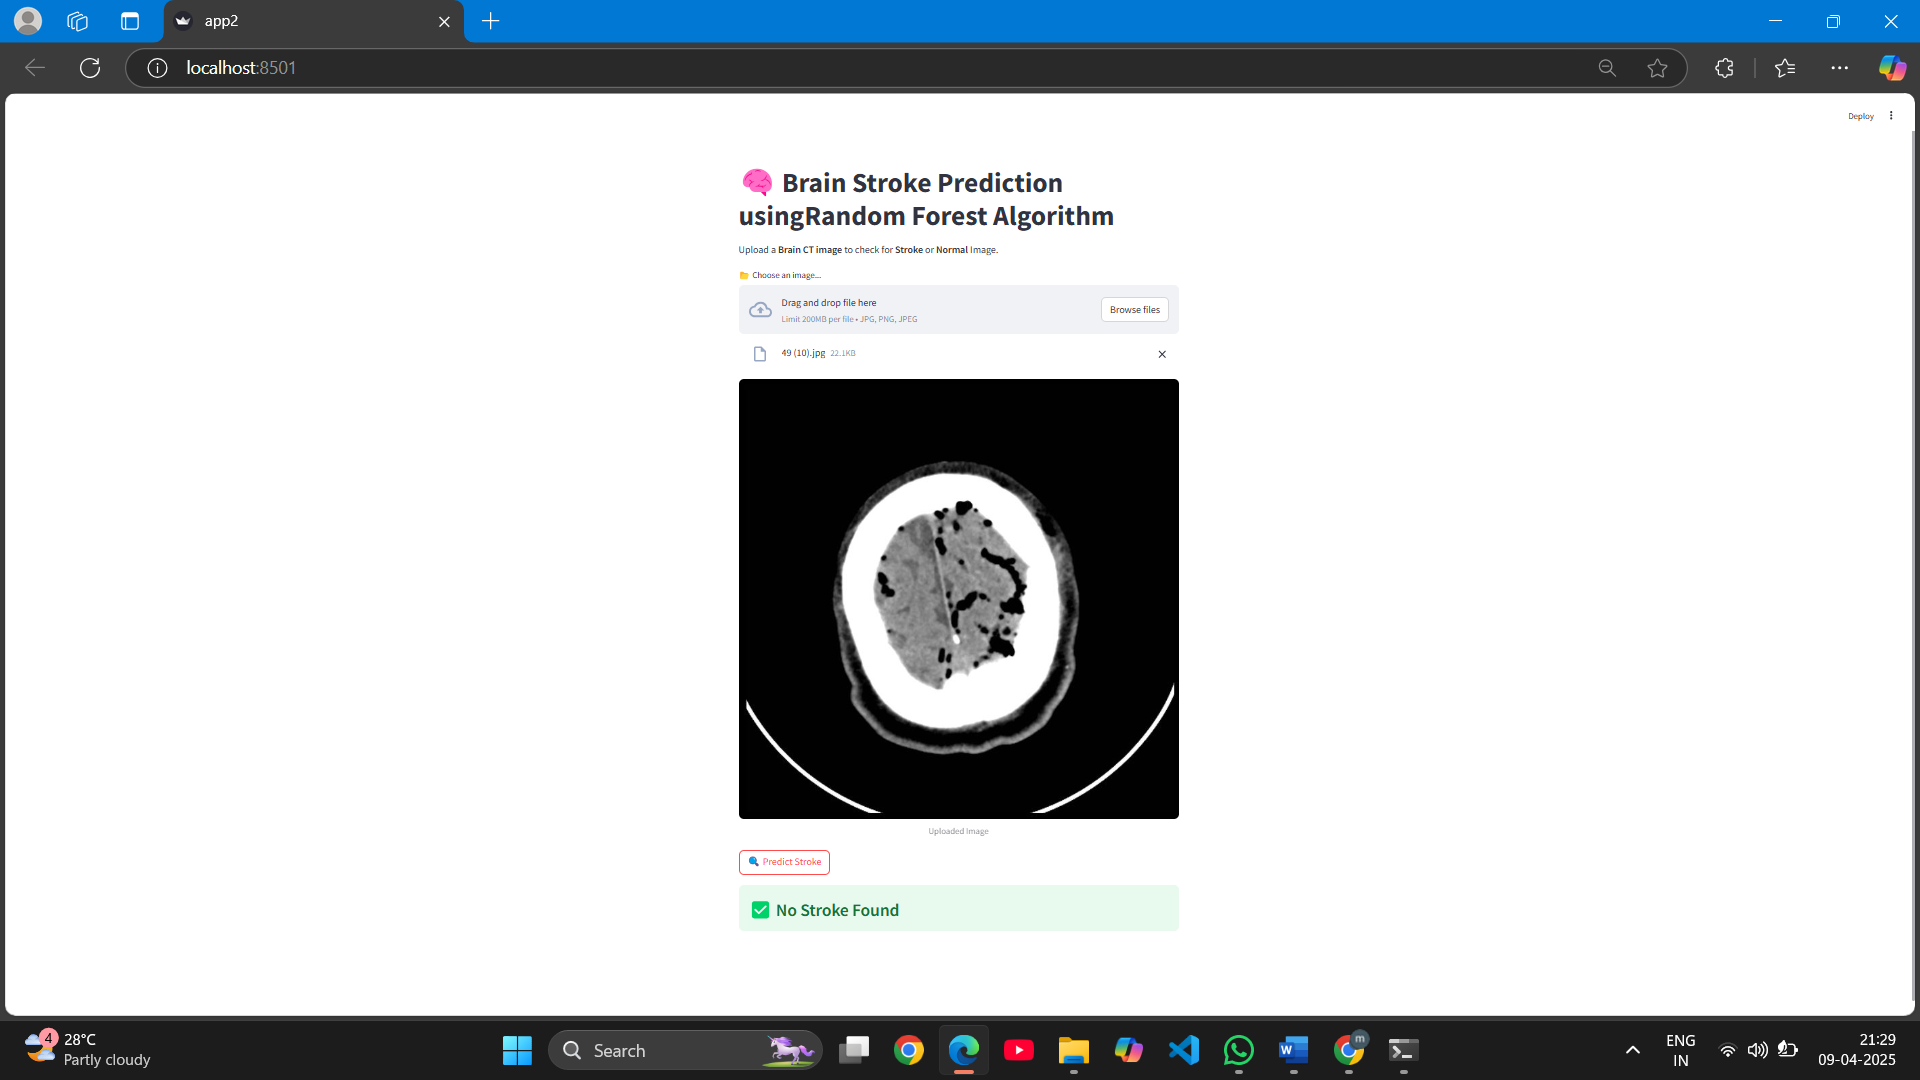 app2
localhost:8501
Deploy
🧠 Brain Stroke Prediction
usingRandom Forest Algorithm
Upload a Brain CT image to check for Stroke or Normal Image.
📁 Choose an image...
Drag and drop file here
Limit 200MB per file • JPG, PNG, JPEG
Browse files
49 (10).jpg 22.1KB
Uploaded Image
🔍 Predict Stroke
✅ No Stroke Found
4
28°C
Partly cloudy
Search
W
m
ENG
IN
21:29
09-04-2025